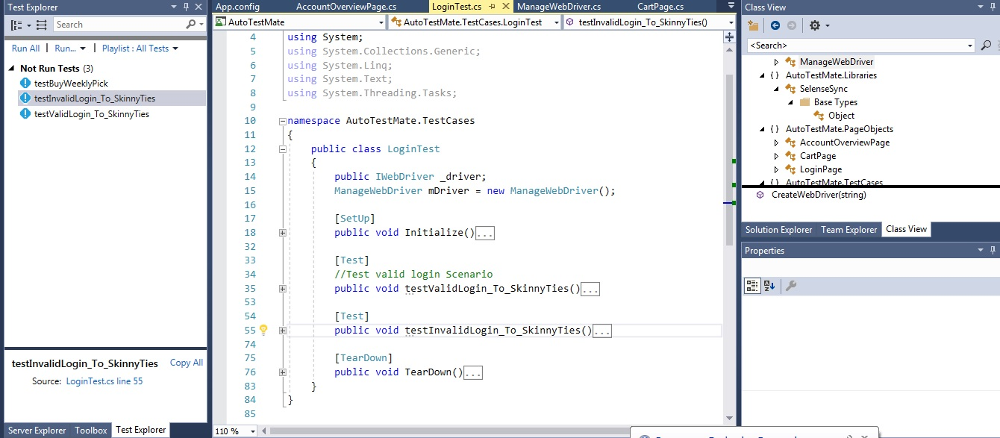 Test Explorer
Search
Run All | Run... | Playlist : All Tests
Not Run Tests (3)
testBuyWeeklyPick
testInvalidLogin_To_SkinnyTies
testValidLogin_To_SkinnyTies
testInvalidLogin_To_SkinnyTies Copy All
Source: LoginTest.cs line 55
Server Explorer Toolbox Test Explorer
App.config AccountOverviewPage.cs LoginTest.cs ManageWebDriver.cs CartPage.cs
AutoTestMate AutoTestMate.TestCases.LoginTest testInvalidLogin_To_SkinnyTies()
4 using System;
5 using System.Collections.Generic;
6 using System.Linq;
7 using System.Text;
8 using System.Threading.Tasks;
9
10 namespace AutoTestMate.TestCases
11 {
12 public class LoginTest
13 {
14 public IWebDriver _driver;
15 ManageWebDriver mDriver = new ManageWebDriver();
16
17 [SetUp]
18 public void Initialize()...
32
33 [Test]
34 //Test valid login Scenario
35 public void testValidLogin_To_SkinnyTies()...
53
54 [Test]
55 public void testInvalidLogin_To_SkinnyTies()...
74
75 [TearDown]
76 public void TearDown()...
83 }
84 }
85
110 %
Class View
<Search>
ManageWebDriver
{ } AutoTestMate.Libraries
SelenseSync
Base Types
Object
{ } AutoTestMate.PageObjects
AccountOverviewPage
CartPage
LoginPage
{ } AutoTestMate.TestCases
CreateWebDriver(string)
Solution Explorer Team Explorer Class View
Properties